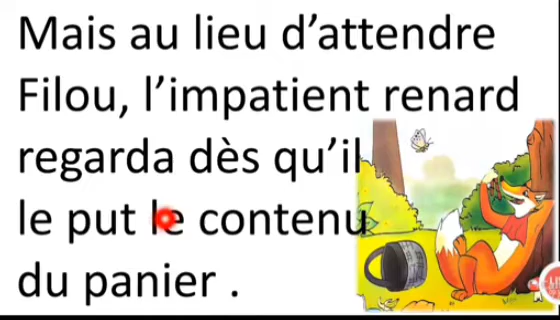 Mais au lieu d’attendre
Filou, l’impatient renard
regarda dès qu’il
le put le contenu
du panier .